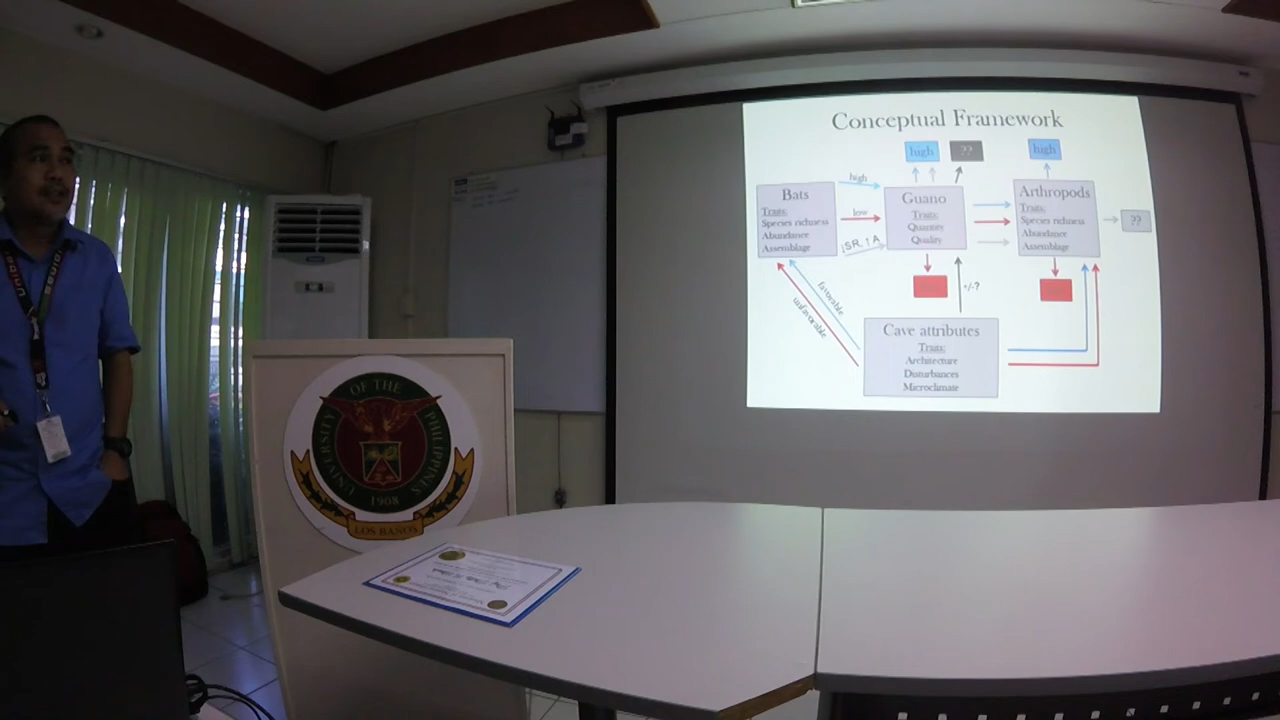 Conceptual Framework
high
??
high
Bats
Traits:
Species richness
Abundance
Assemblage
high
low
↓SR, ↑A
Guano
Traits:
Quantity
Quality
Arthropods
Traits:
Species richness
Abundance
Assemblage
??
favorable
unfavorable
+/-?
Cave attributes
Traits:
Architecture
Disturbances
Microclimate
UNIVERSITY OF THE PHILIPPINES
1908
LOS BAÑOS